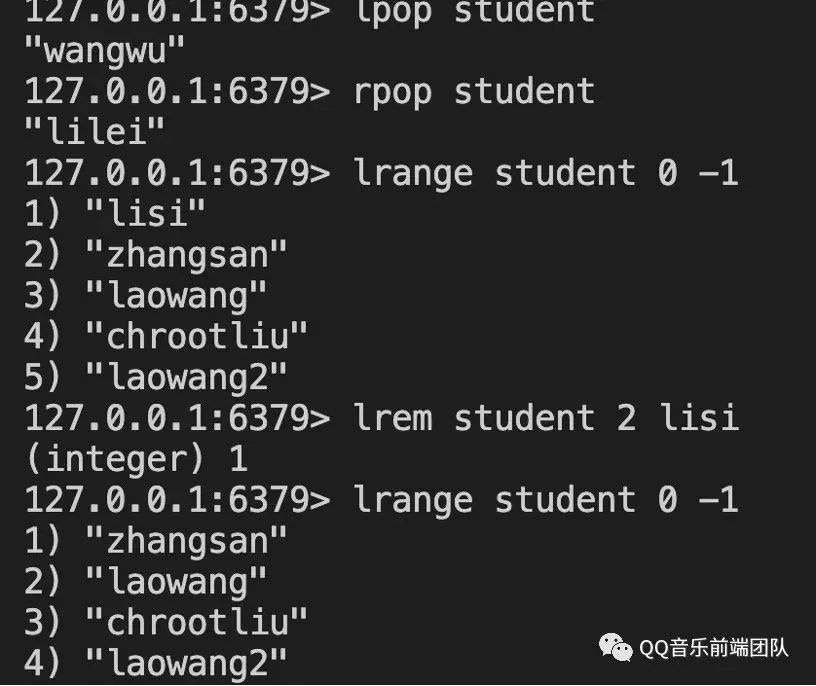 127.0.0.1:6379> lpop student
"wangwu"
127.0.0.1:6379> rpop student
"lilei"
127.0.0.1:6379> lrange student 0 -1
1) "lisi"
2) "zhangsan"
3) "laowang"
4) "chrootliu"
5) "laowang2"
127.0.0.1:6379> lrem student 2 lisi
(integer) 1
127.0.0.1:6379> lrange student 0 -1
1) "zhangsan"
2) "laowang"
3) "chrootliu"
4) "laowang2"
QQ音乐前端团队